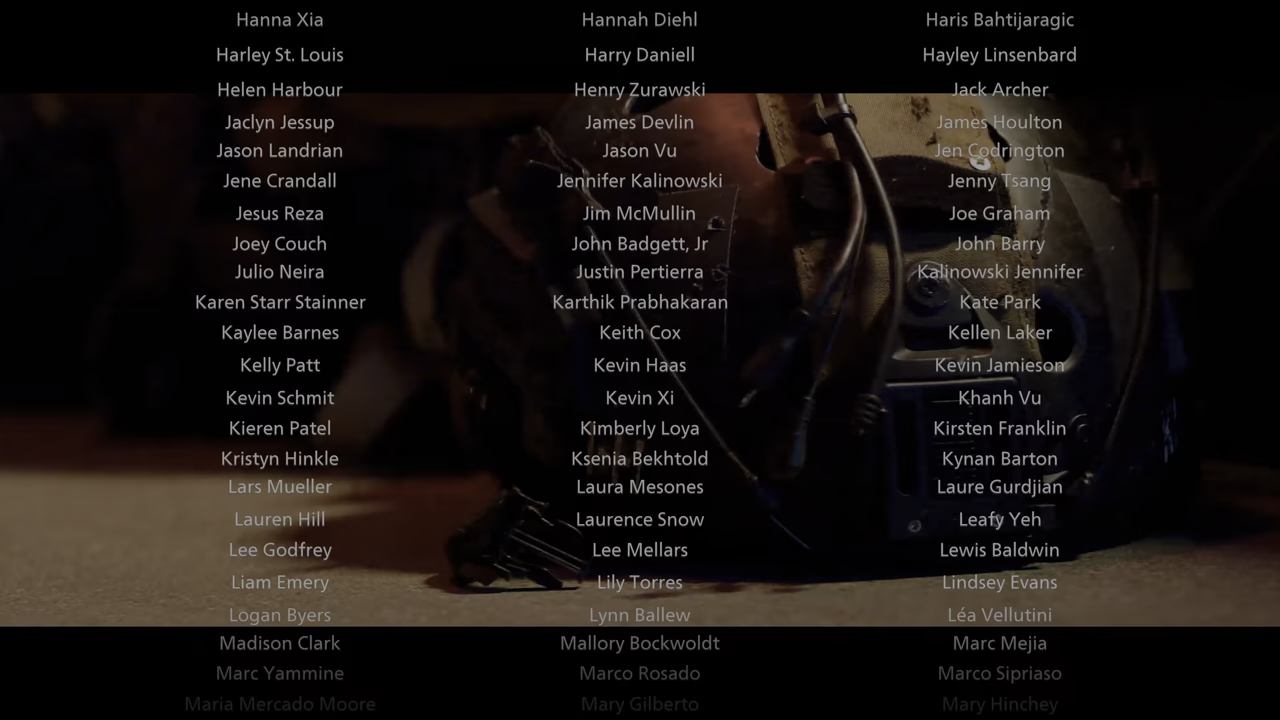 Hanna Xia Hannah Diehl Haris Bahtijaragic
Harley St. Louis Harry Daniell Hayley Linsenbard
Helen Harbour Henry Zurawski Jack Archer
Jaclyn Jessup James Devlin James Houlton
Jason Landrian Jason Vu Jen Codrington
Jene Crandall Jennifer Kalinowski Jenny Tsang
Jesus Reza Jim McMullin Joe Graham
Joey Couch John Badgett, Jr John Barry
Julio Neira Justin Pertierra Kalinowski Jennifer
Karen Starr Stainner Karthik Prabhakaran Kate Park
Kaylee Barnes Keith Cox Kellen Laker
Kelly Patt Kevin Haas Kevin Jamieson
Kevin Schmit Kevin Xi Khanh Vu
Kieren Patel Kimberly Loya Kirsten Franklin
Kristyn Hinkle Ksenia Bekhtold Kynan Barton
Lars Mueller Laura Mesones Laure Gurdjian
Lauren Hill Laurence Snow Leafy Yeh
Lee Godfrey Lee Mellars Lewis Baldwin
Liam Emery Lily Torres Lindsey Evans
Logan Byers Lynn Ballew Léa Vellutini
Madison Clark Mallory Bockwoldt Marc Mejia
Marc Yammine Marco Rosado Marco Sipriaso
Maria Mercado Moore Mary Gilberto Mary Hinchey